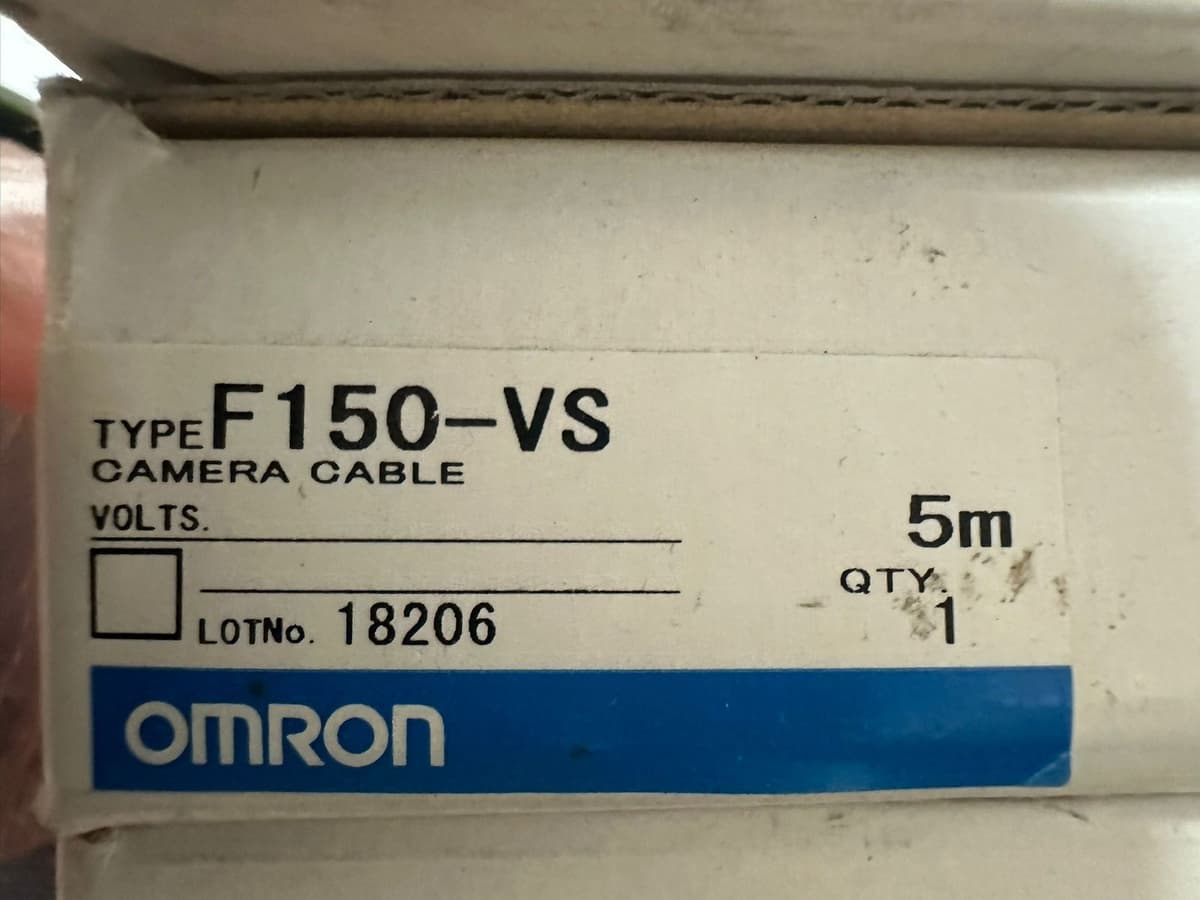 TYPE F150-VS
CAMERA CABLE
VOLTS.
5m
QTY.
1
LOTNo. 18206
OMRON